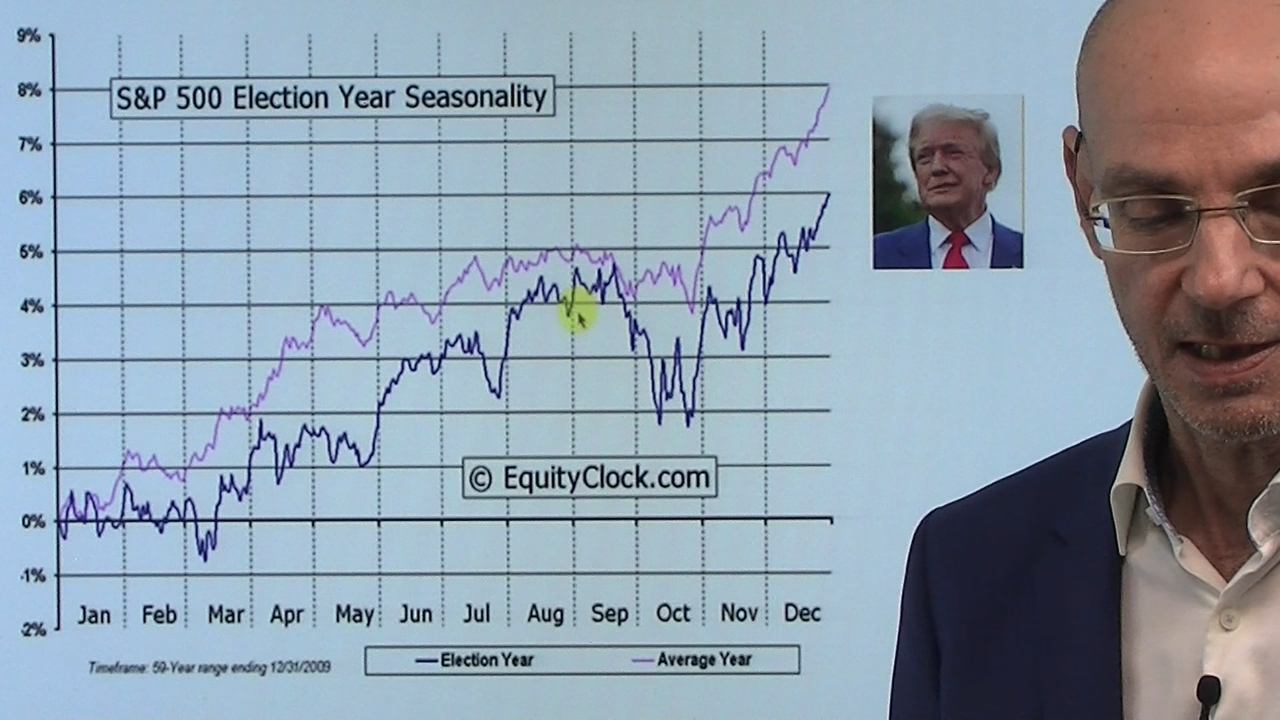 9%
8%
S&P 500 Election Year Seasonality
7%
6%
5%
4%
3%
2%
1%
© EquityClock.com
0%
-1%
Jan Feb Mar Apr May Jun Jul Aug Sep Oct Nov Dec
-2%
Election Year Average Year
Timeframe: 59-Year range ending 12/31/2009